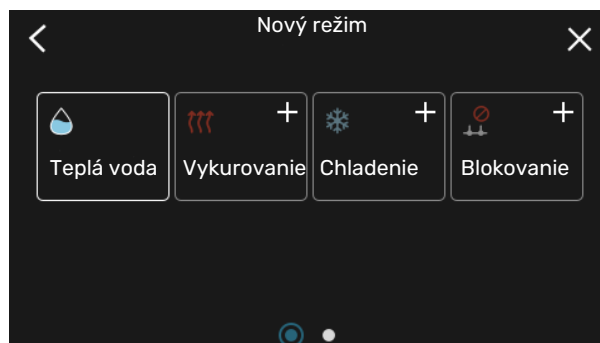 Nový režim
Teplá voda
Vykurovanie
Chladenie
Blokovanie